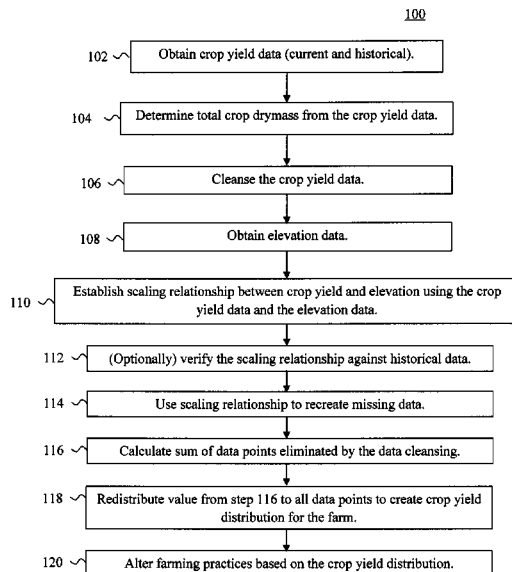 100
102 Obtain crop yield data (current and historical).
104 Determine total crop drymass from the crop yield data.
106 Cleanse the crop yield data.
108 Obtain elevation data.
110 Establish scaling relationship between crop yield and elevation using the crop
yield data and the elevation data.
112 (Optionally) verify the scaling relationship against historical data.
114 Use scaling relationship to recreate missing data.
116 Calculate sum of data points eliminated by the data cleansing.
118 Redistribute value from step 116 to all data points to create crop yield
distribution for the farm.
120 Alter farming practices based on the crop yield distribution.